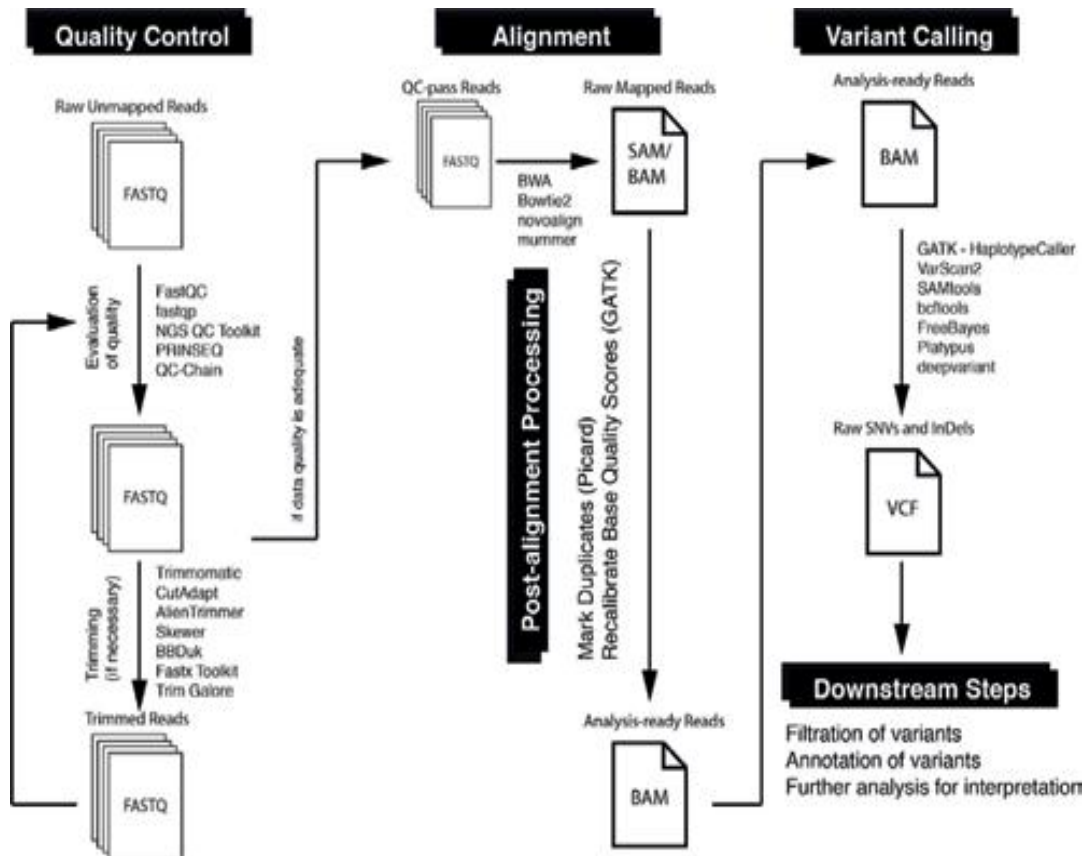 Quality Control
Raw Unmapped Reads
FASTQ
Evaluation
of quality
FastQC
fastqp
NGS QC Toolkit
PRINSEQ
QC-Chain
FASTQ
Trimming
(if necessary)
Trimmomatic
CutAdapt
AlienTrimmer
Skewer
BBDuk
Fastx Toolkit
Trim Galore
Trimmed Reads
FASTQ
if data quality is adequate
Alignment
QC-pass Reads
FASTQ
BWA
Bowtie2
novoalign
mummer
Raw Mapped Reads
SAM/
BAM
Post-alignment Processing
Mark Duplicates (Picard)
Recalibrate Base Quality Scores (GATK)
Analysis-ready Reads
BAM
Variant Calling
Analysis-ready Reads
BAM
GATK - HaplotypeCaller
VarScan2
SAMtools
bcftools
FreeBayes
Platypus
deepvariant
Raw SNVs and InDels
VCF
Downstream Steps
Filtration of variants
Annotation of variants
Further analysis for interpretation